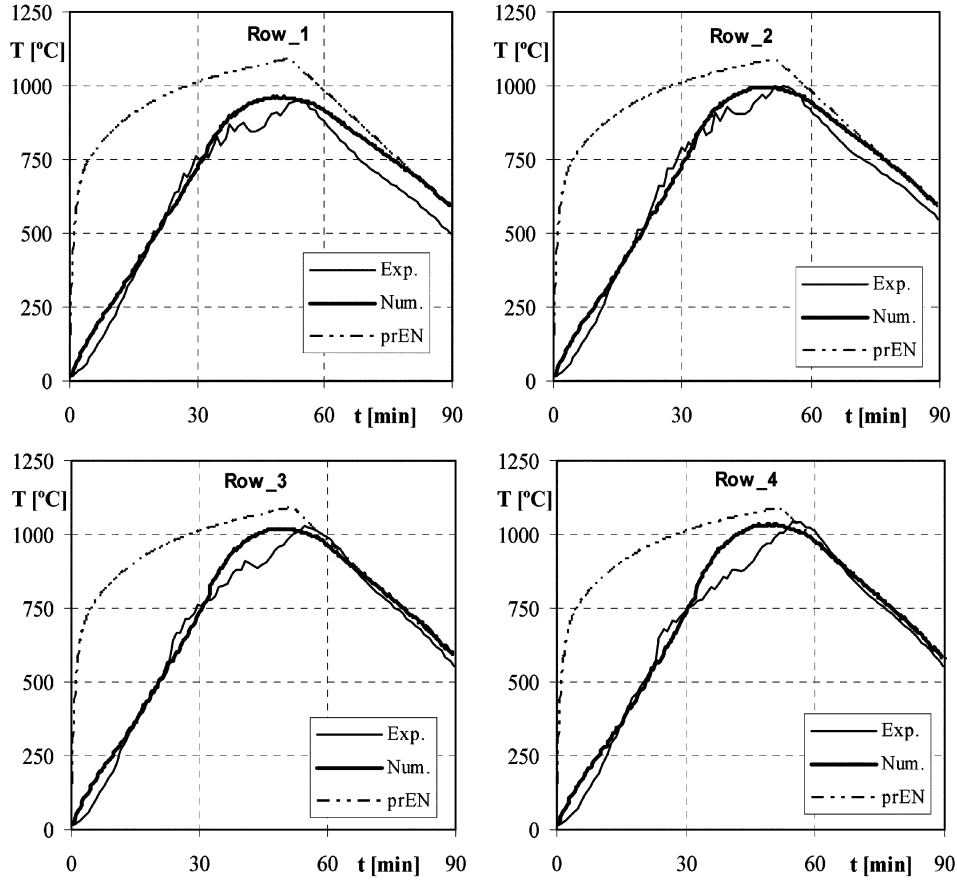 1250
T [ºC]
Row_1
1000
750
500
250
0
Exp.
Num.
prEN
0
30
60
t [min]
90
1250
T [ºC]
Row_2
1000
750
500
250
0
Exp.
Num.
prEN
0
30
60
t [min]
90
1250
T [ºC]
Row_3
1000
750
500
250
0
Exp.
Num.
prEN
0
30
60
t [min]
90
1250
T [ºC]
Row_4
1000
750
500
250
0
Exp.
Num.
prEN
0
30
60
t [min]
90